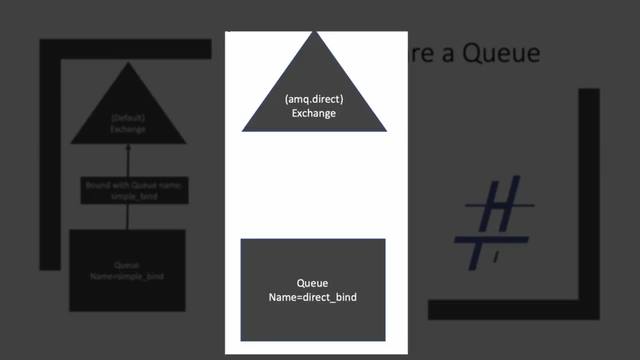 re a Queue
(Default)
Exchange
Bound with Queue name:
simple_bind
Queue
Name=simple_bind
(amq.direct)
Exchange
Queue
Name=direct_bind